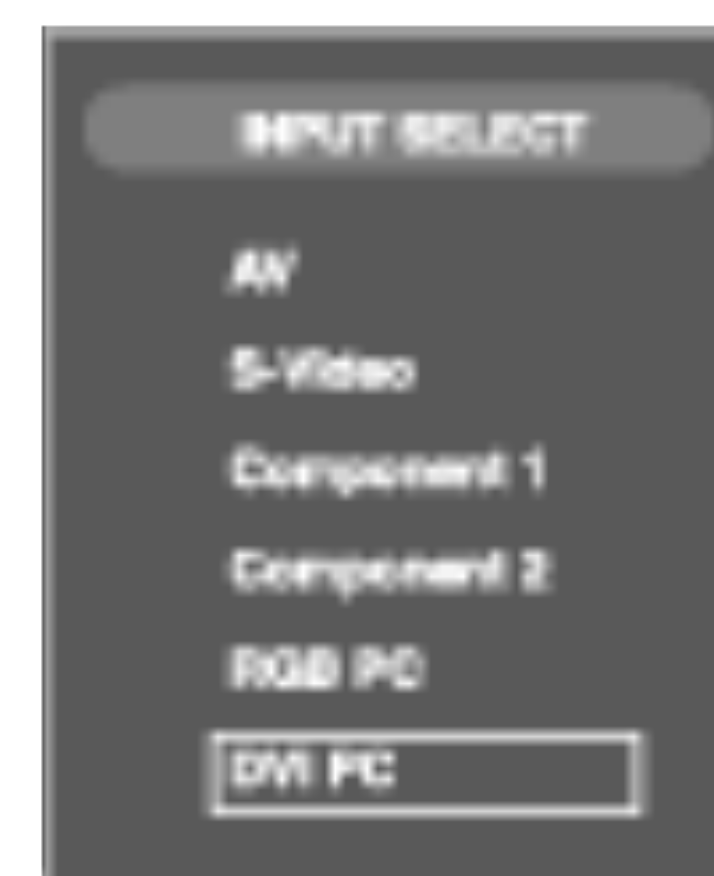 INPUT SELECT
AV
S-Video
Component 1
Component 2
RGB PC
DVI PC